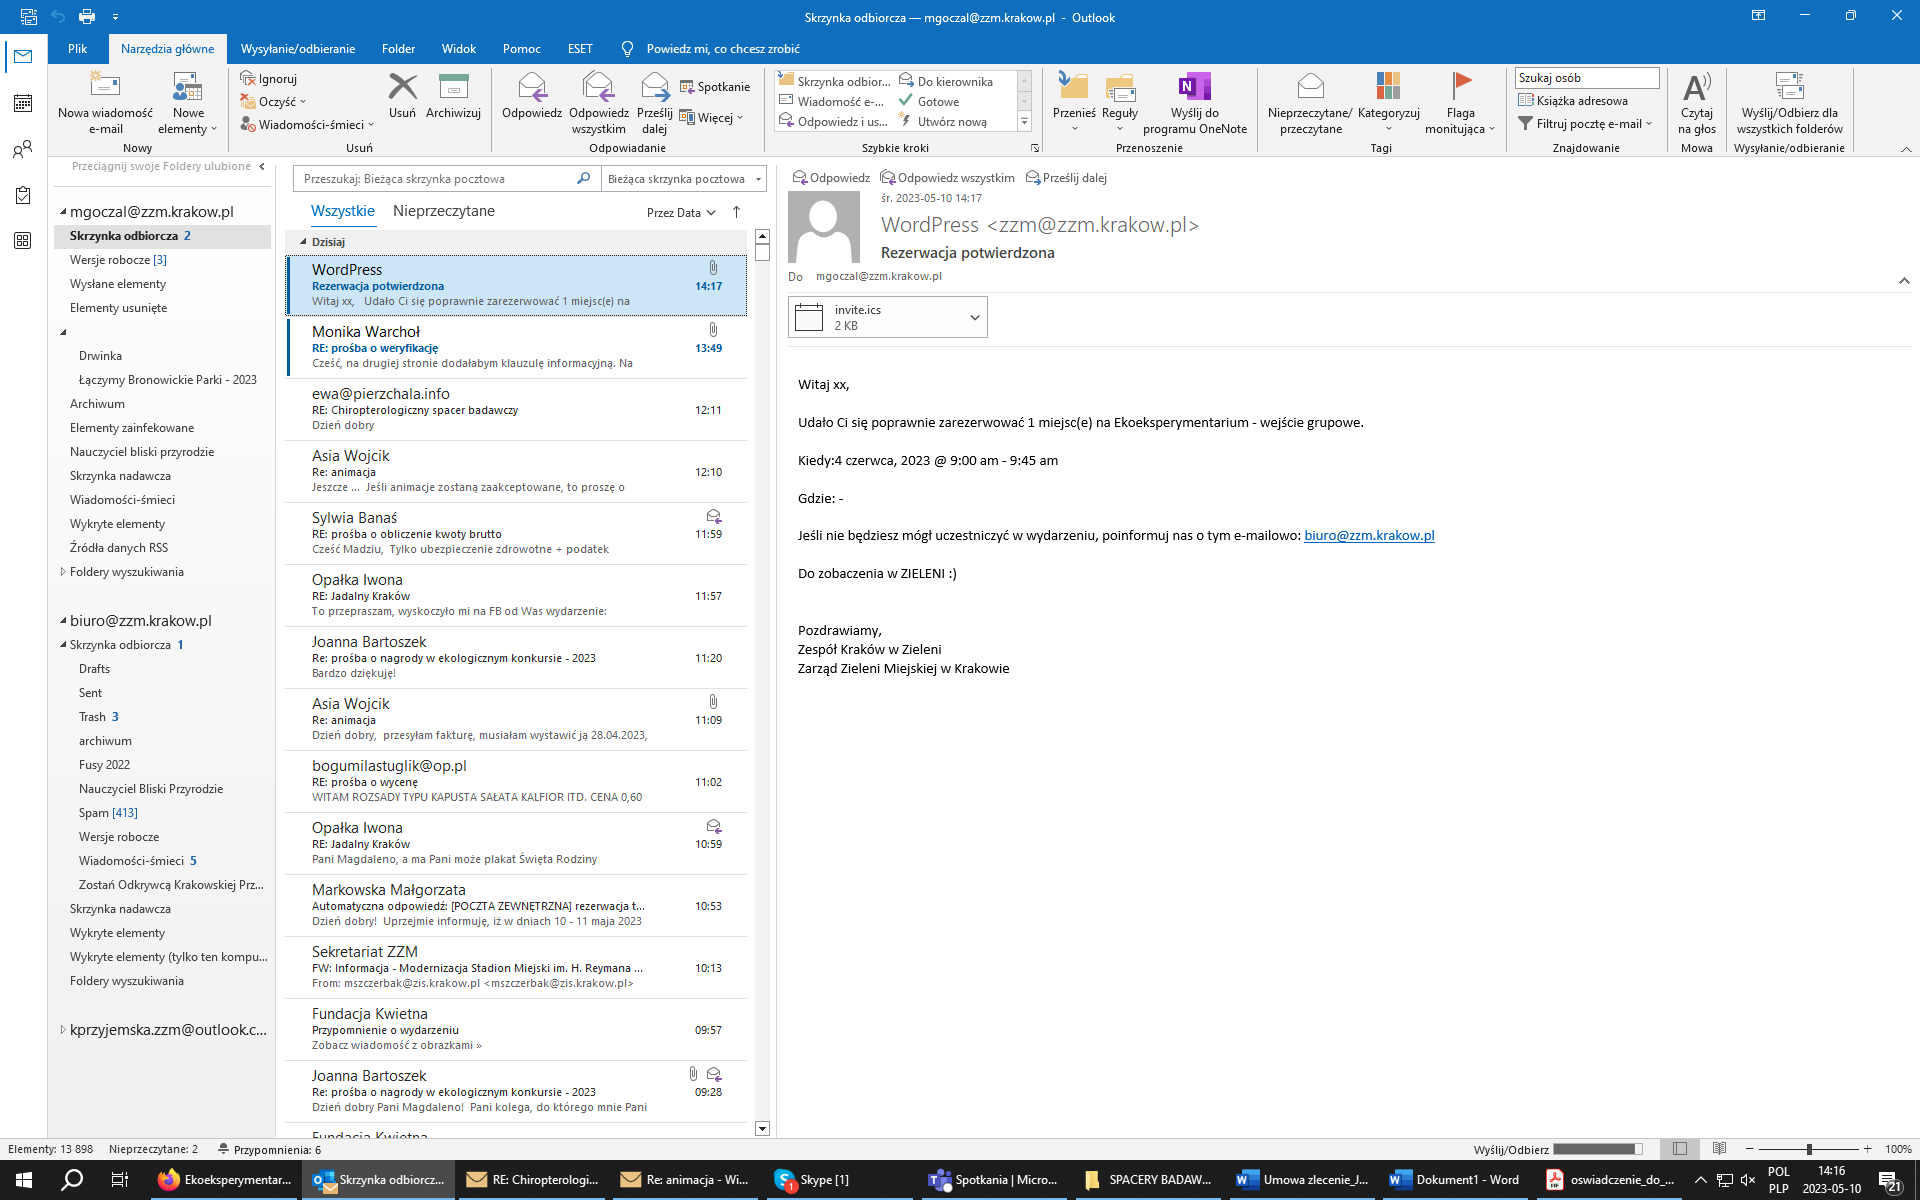 Skrzynka odbiorcza — mgoczal@zzm.krakow.pl - Outlook
Plik
Narzędzia główne
Wysyłanie/odbieranie
Folder
Widok
Pomoc
ESET
Powiedz mi, co chcesz zrobić
Nowa wiadomość
e-mail
Nowe
elementy
Nowy
Ignoruj
Oczyść
Wiadomości-śmieci
Usuń
Archiwizuj
Usuń
Odpowiedz
Odpowiedz
wszystkim
Prześlij
dalej
Spotkanie
Więcej
Odpowiadanie
Skrzynka odbior...
Wiadomość e-...
Odpowiedz i us...
Do kierownika
Gotowe
Utwórz nową
Szybkie kroki
Przenieś
Reguły
Wyślij do
programu OneNote
Przenoszenie
Nieprzeczytane/
przeczytane
Kategoryzuj
Flaga
monitująca
Tagi
Szukaj osób
Książka adresowa
Filtruj pocztę e-mail
Znajdowanie
Czytaj
na głos
Mowa
Wyślij/Odbierz dla
wszystkich folderów
Wysyłanie/odbieranie
Przeciągnij swoje Foldery ulubione
mgoczal@zzm.krakow.pl
Skrzynka odbiorcza 2
Wersje robocze [3]
Wysłane elementy
Elementy usunięte
Drwinka
Łączymy Bronowickie Parki - 2023
Archiwum
Elementy zainfekowane
Nauczyciel bliski przyrodzie
Skrzynka nadawcza
Wiadomości-śmieci
Wykryte elementy
Źródła danych RSS
Foldery wyszukiwania
biuro@zzm.krakow.pl
Skrzynka odbiorcza 1
Drafts
Sent
Trash 3
archiwum
Fusy 2022
Nauczyciel Bliski Przyrodzie
Spam [413]
Wersje robocze
Wiadomości-śmieci 5
Zostań Odkrywcą Krakowskiej Prz...
Skrzynka nadawcza
Wykryte elementy
Wykryte elementy (tylko ten kompu...
Foldery wyszukiwania
kprzyjemska.zzm@outlook.c...
Przeszukaj: Bieżąca skrzynka pocztowa
Bieżąca skrzynka pocztowa
Wszystkie
Nieprzeczytane
Przez Data
Dzisiaj
WordPress
Rezerwacja potwierdzona 14:17
Witaj xx, Udało Ci się poprawnie zarezerwować 1 miejsc(e) na
Monika Warchoł
RE: prośba o weryfikację 13:49
Cześć, na drugiej stronie dodałabym klauzulę informacyjną. Na
ewa@pierzchala.info
RE: Chiropterologiczny spacer badawczy 12:11
Dzień dobry
Asia Wojcik
Re: animacja 12:10
Jeszcze ... Jeśli animacje zostaną zaakceptowane, to proszę o
Sylwia Banaś
RE: prośba o obliczenie kwoty brutto 11:59
Cześć Madziu, Tylko ubezpieczenie zdrowotne + podatek
Opałka Iwona
RE: Jadalny Kraków 11:57
To przepraszam, wyskoczyło mi na FB od Was wydarzenie:
Joanna Bartoszek
Re: prośba o nagrody w ekologicznym konkursie - 2023 11:20
Bardzo dziękuję!
Asia Wojcik
Re: animacja 11:09
Dzień dobry, przesyłam fakturę, musiałam wystawić ją 28.04.2023,
bogumilastuglik@op.pl
RE: prośba o wycenę 11:02
WITAM ROZSADY TYPU KAPUSTA SAŁATA KALFIOR ITD. CENA 0,60
Opałka Iwona
RE: Jadalny Kraków 10:59
Pani Magdaleno, a ma Pani może plakat Święta Rodziny
Markowska Małgorzata
Automatyczna odpowiedź: [POCZTA ZEWNĘTRZNA] rezerwacja t... 10:53
Dzień dobry! Uprzejmie informuję, iż w dniach 10 - 11 maja 2023
Sekretariat ZZM
FW: Informacja - Modernizacja Stadion Miejski im. H. Reymana ... 10:13
From: mszczerbak@zis.krakow.pl <mszczerbak@zis.krakow.pl>
Fundacja Kwietna
Przypomnienie o wydarzeniu 09:57
Zobacz wiadomość z obrazkami »
Joanna Bartoszek
Re: prośba o nagrody w ekologicznym konkursie - 2023 09:28
Dzień dobry Pani Magdaleno! Pani kolega, do którego mnie Pani
Fundacja Kwietna
Odpowiedz
Odpowiedz wszystkim
Prześlij dalej
śr. 2023-05-10 14:17
WordPress <zzm@zzm.krakow.pl>
Rezerwacja potwierdzona
Do mgoczal@zzm.krakow.pl
invite.ics
2 KB
Witaj xx,
Udało Ci się poprawnie zarezerwować 1 miejsc(e) na Ekoeksperymentarium - wejście grupowe.
Kiedy:4 czerwca, 2023 @ 9:00 am - 9:45 am
Gdzie: -
Jeśli nie będziesz mógł uczestniczyć w wydarzeniu, poinformuj nas o tym e-mailowo: biuro@zzm.krakow.pl
Do zobaczenia w ZIELENI :)
Pozdrawiamy,
Zespół Kraków w Zieleni
Zarząd Zieleni Miejskiej w Krakowie
Elementy: 13 898
Nieprzeczytane: 2
Przypomnienia: 6
Wyślij/Odbierz
100%
Ekoeksperymentar...
Skrzynka odbiorcz...
RE: Chiropterologi...
Re: animacja - Wi...
Skype [1]
Spotkania | Micro...
SPACERY BADAW...
Umowa zlecenie_J...
Dokument1 - Word
oswiadczenie_do_...
POL
PLP
14:16
2023-05-10
21